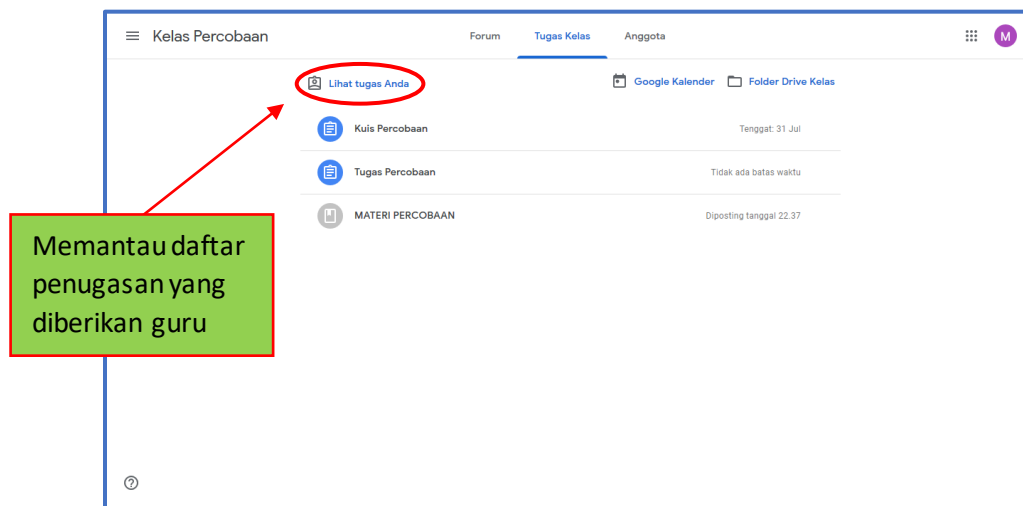 Kelas Percobaan
Forum
Tugas Kelas
Anggota
M
Lihat tugas Anda
Google Kalender
Folder Drive Kelas
Kuis Percobaan
Tenggat: 31 Jul
Tugas Percobaan
Tidak ada batas waktu
MATERI PERCOBAAN
Diposting tanggal 22.37
Memantau daftar
penugasan yang
diberikan guru
?